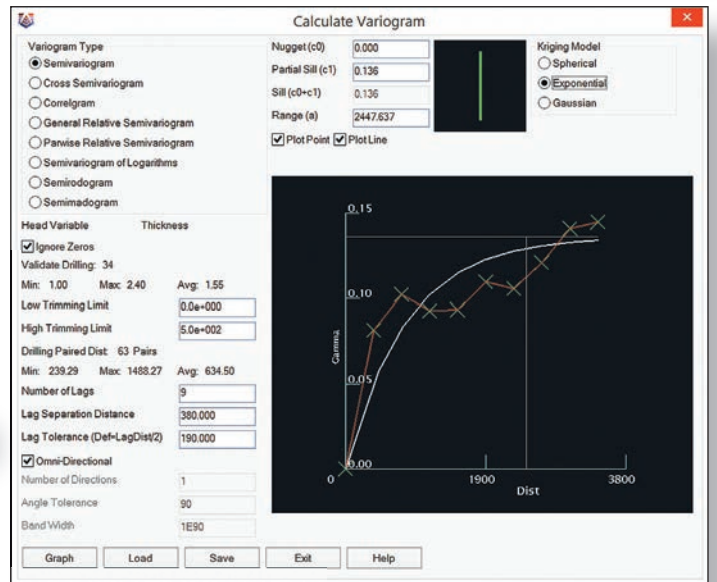 Calculate Variogram
Variogram Type
Semivariogram
Cross Semivariogram
Correlgram
General Relative Semivariogram
Parwise Relative Semivariogram
Semivariogram of Logarithms
Semirodogram
Semimadogram
Nugget (c0) 0.000
Partial Sill (c1) 0.136
Sill (c0+c1) 0.136
Range (a) 2447.637
Plot Point Plot Line
Kriging Model
Spherical
Exponential
Gaussian
Head Variable Thickness
Ignore Zeros
Validate Drilling: 34
Min: 1.00 Max: 2.40 Avg: 1.55
Low Trimming Limit 0.0e+000
High Trimming Limit 5.0e+002
Drilling Paired Dist: 63 Pairs
Min: 239.29 Max: 1488.27 Avg: 634.50
Number of Lags 9
Lag Separation Distance 380.000
Lag Tolerance (Def=LagDist/2) 190.000
Omni-Directional
Number of Directions 1
Angle Tolerance 90
Band Width 1E90
0.15
0.10
Gamma
0.05
0.00
0 1900 3800
Dist
Graph Load Save Exit Help